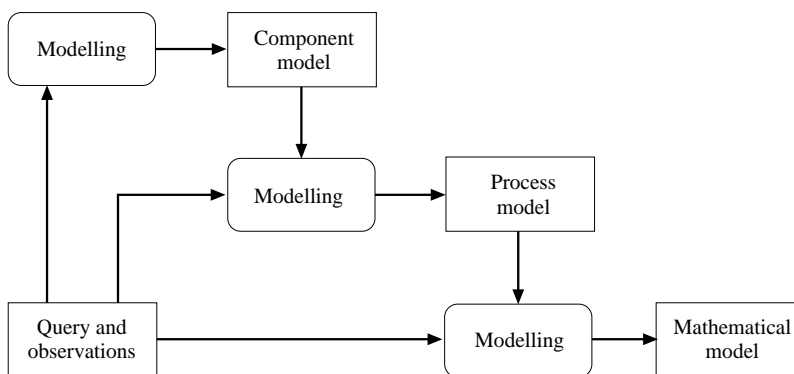 Modelling
Component
model
Modelling
Process
model
Query and
observations
Modelling
Mathematical
model